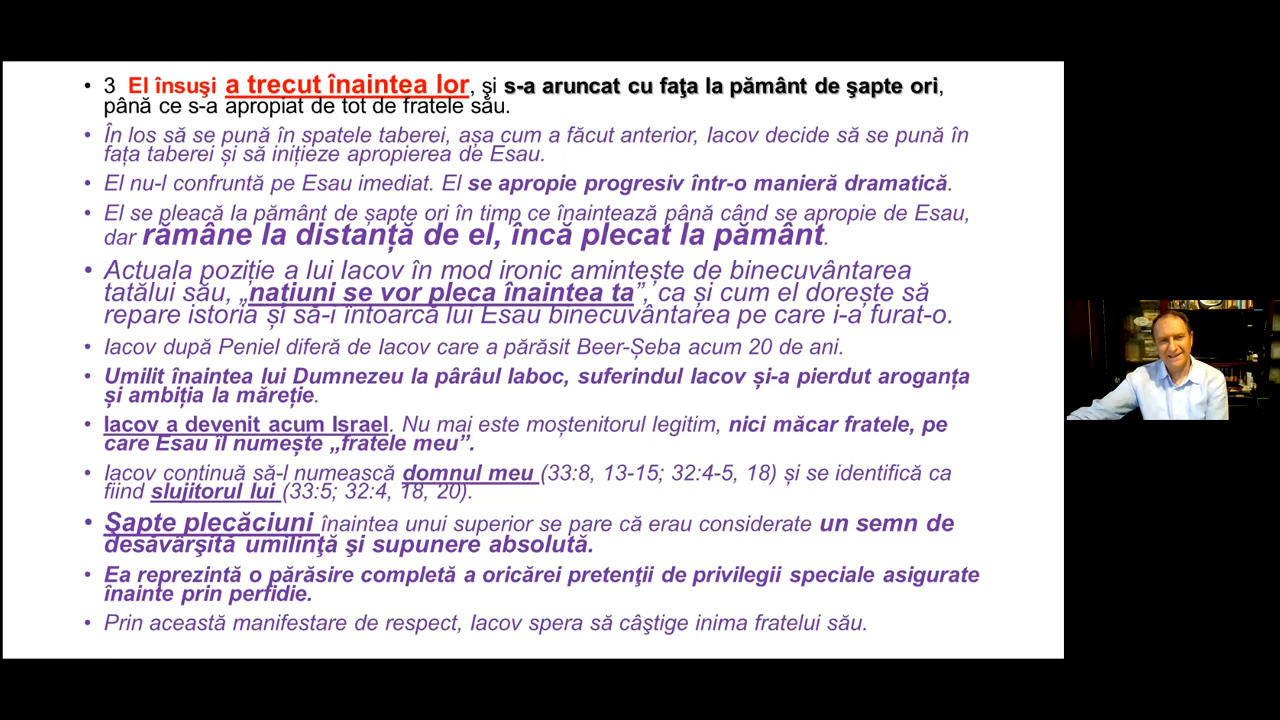 • 3 El însuşi a trecut înaintea lor, şi s-a aruncat cu faţa la pământ de şapte ori,
până ce s-a apropiat de tot de fratele său.
• În los să se pună în spatele taberei, așa cum a făcut anterior, Iacov decide să se pună în
fața taberei și să inițieze apropierea de Esau.
• El nu-l confruntă pe Esau imediat. El se apropie progresiv într-o manieră dramatică.
• El se pleacă la pământ de șapte ori în timp ce înaintează până când se apropie de Esau,
dar rămâne la distanță de el, încă plecat la pământ.
• Actuala poziție a lui Iacov în mod ironic amintește de binecuvântarea
tatălui său, „națiuni se vor pleca înaintea ta”, ca și cum el dorește să
repare istoria și să-i întoarcă lui Esau binecuvântarea pe care i-a furat-o.
• Iacov după Peniel diferă de Iacov care a părăsit Beer-Șeba acum 20 de ani.
• Umilit înaintea lui Dumnezeu la pârâul Iaboc, suferindul Iacov și-a pierdut aroganța
și ambiția la măreție.
• Iacov a devenit acum Israel. Nu mai este moștenitorul legitim, nici măcar fratele, pe
care Esau îl numește „fratele meu”.
• Iacov continuă să-l numească domnul meu (33:8, 13-15; 32:4-5, 18) și se identifică ca
fiind slujitorul lui (33:5; 32:4, 18, 20).
• Şapte plecăciuni înaintea unui superior se pare că erau considerate un semn de
desăvârşită umilinţă şi supunere absolută.
• Ea reprezintă o părăsire completă a oricărei pretenţii de privilegii speciale asigurate
înainte prin perfidie.
• Prin această manifestare de respect, Iacov spera să câştige inima fratelui său.